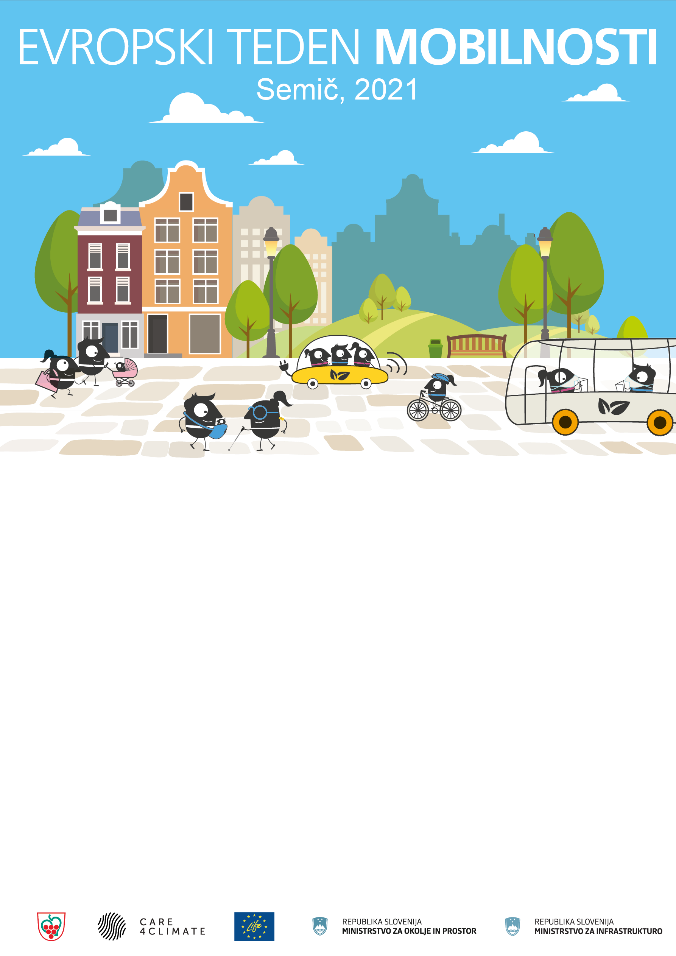 EVROPSKI TEDEN MOBILNOSTI
Semič, 2021
CARE
4CLIMATE
Life
REPUBLIKA SLOVENIJA
MINISTRSTVO ZA OKOLJE IN PROSTOR
REPUBLIKA SLOVENIJA
MINISTRSTVO ZA INFRASTRUKTURO